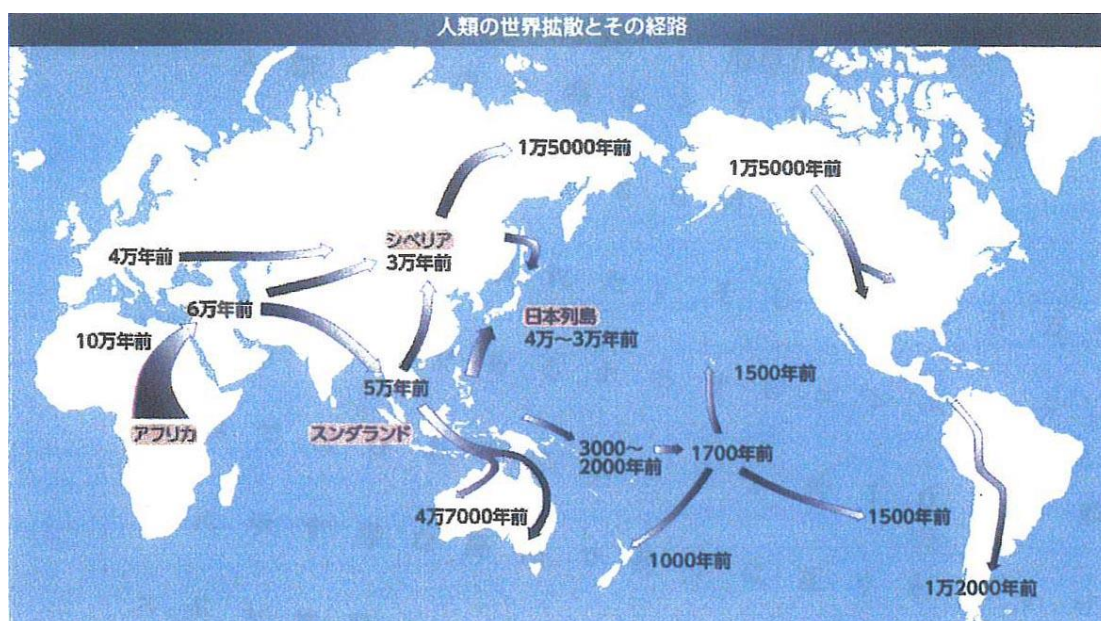 人類の世界拡散とその経路
1万5000年前
1万5000年前
4万年前
シベリア
3万年前
6万年前
10万年前
日本列島
4万～3万年前
5万年前
1500年前
アフリカ
スンダランド
3000～
2000年前
1700年前
4万7000年前
1500年前
1000年前
1万2000年前